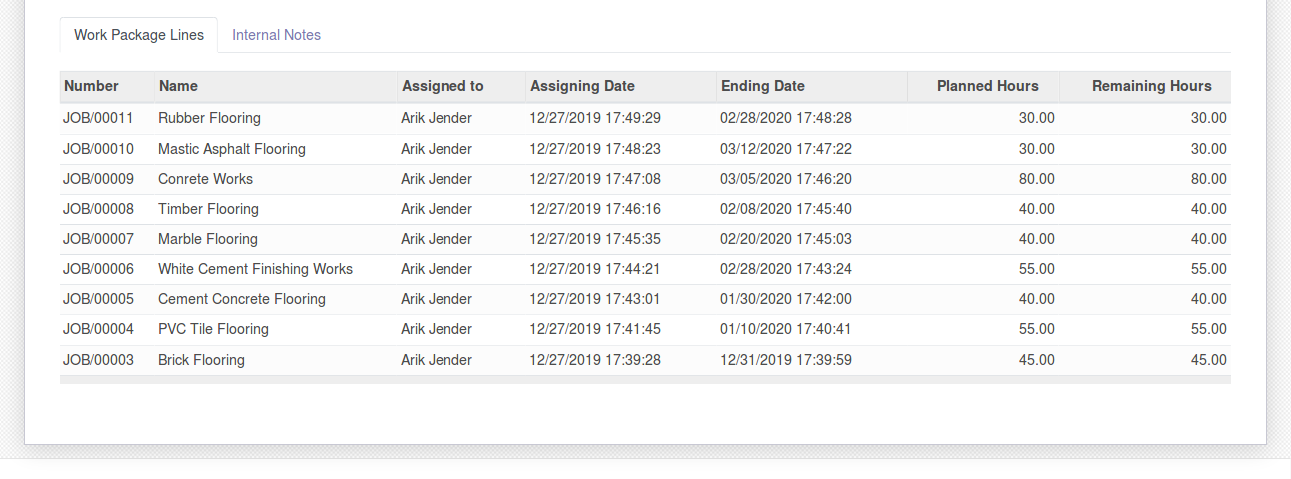 Work Package Lines Internal Notes
Number Name Assigned to Assigning Date Ending Date Planned Hours Remaining Hours
JOB/00011 Rubber Flooring Arik Jender 12/27/2019 17:49:29 02/28/2020 17:48:28 30.00 30.00
JOB/00010 Mastic Asphalt Flooring Arik Jender 12/27/2019 17:48:23 03/12/2020 17:47:22 30.00 30.00
JOB/00009 Conrete Works Arik Jender 12/27/2019 17:47:08 03/05/2020 17:46:20 80.00 80.00
JOB/00008 Timber Flooring Arik Jender 12/27/2019 17:46:16 02/08/2020 17:45:40 40.00 40.00
JOB/00007 Marble Flooring Arik Jender 12/27/2019 17:45:35 02/20/2020 17:45:03 40.00 40.00
JOB/00006 White Cement Finishing Works Arik Jender 12/27/2019 17:44:21 02/28/2020 17:43:24 55.00 55.00
JOB/00005 Cement Concrete Flooring Arik Jender 12/27/2019 17:43:01 01/30/2020 17:42:00 40.00 40.00
JOB/00004 PVC Tile Flooring Arik Jender 12/27/2019 17:41:45 01/10/2020 17:40:41 55.00 55.00
JOB/00003 Brick Flooring Arik Jender 12/27/2019 17:39:28 12/31/2019 17:39:59 45.00 45.00